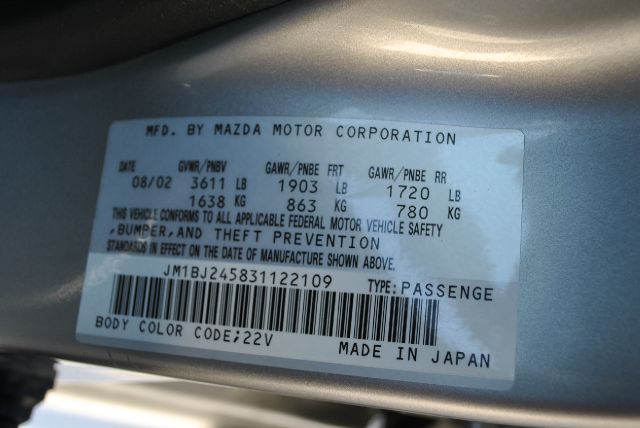 MFD. BY MAZDA MOTOR CORPORATION
DATE GVWR/PNBV GAWR/PNBE FRT GAWR/PNBE RR
08/02 3611 LB 1903 LB 1720 LB
1638 KG 863 KG 780 KG
THIS VEHICLE CONFORMS TO ALL APPLICABLE FEDERAL MOTOR VEHICLE SAFETY
,BUMPER,AND THEFT PREVENTION
STANDARDS IN EFFECT ON THE DATE OF MANUFACTURE SHOWN ABOVE.
JM1BJ245831122109 TYPE:PASSENGE
BODY COLOR CODE;22V
MADE IN JAPAN